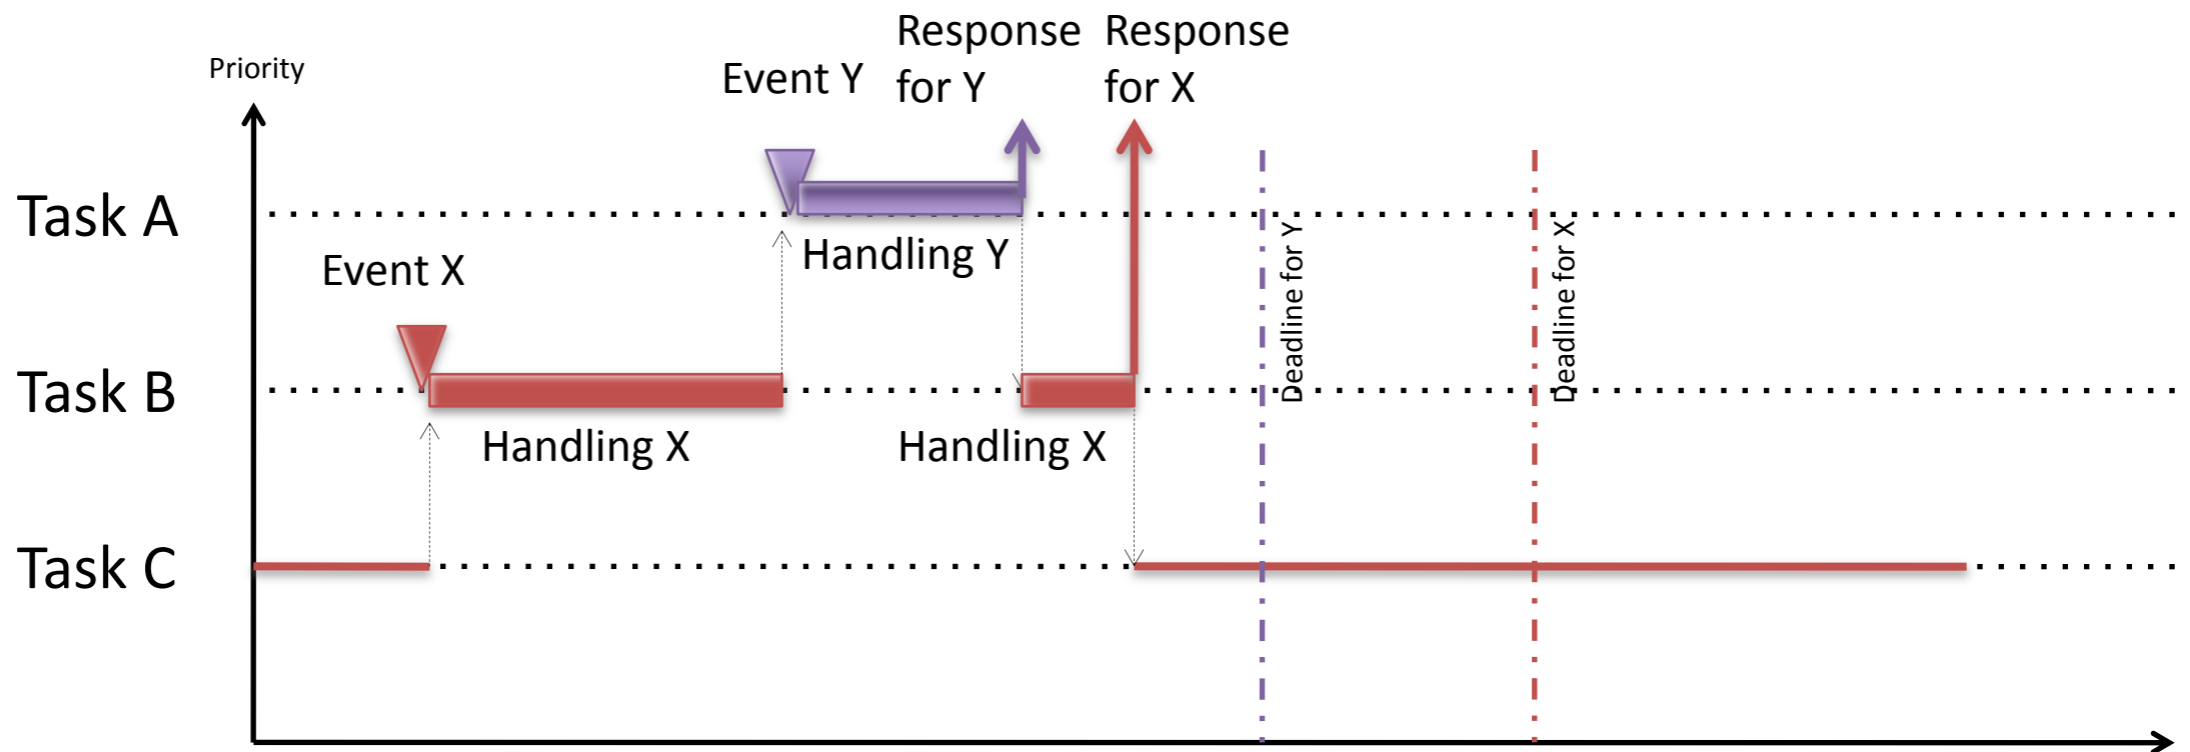 Response Response
Event Y for Y for X
Priority
Task A
Handling Y
Event X
Deadline for Y
Deadline for X
Task B
Handling X
Handling X
Task C